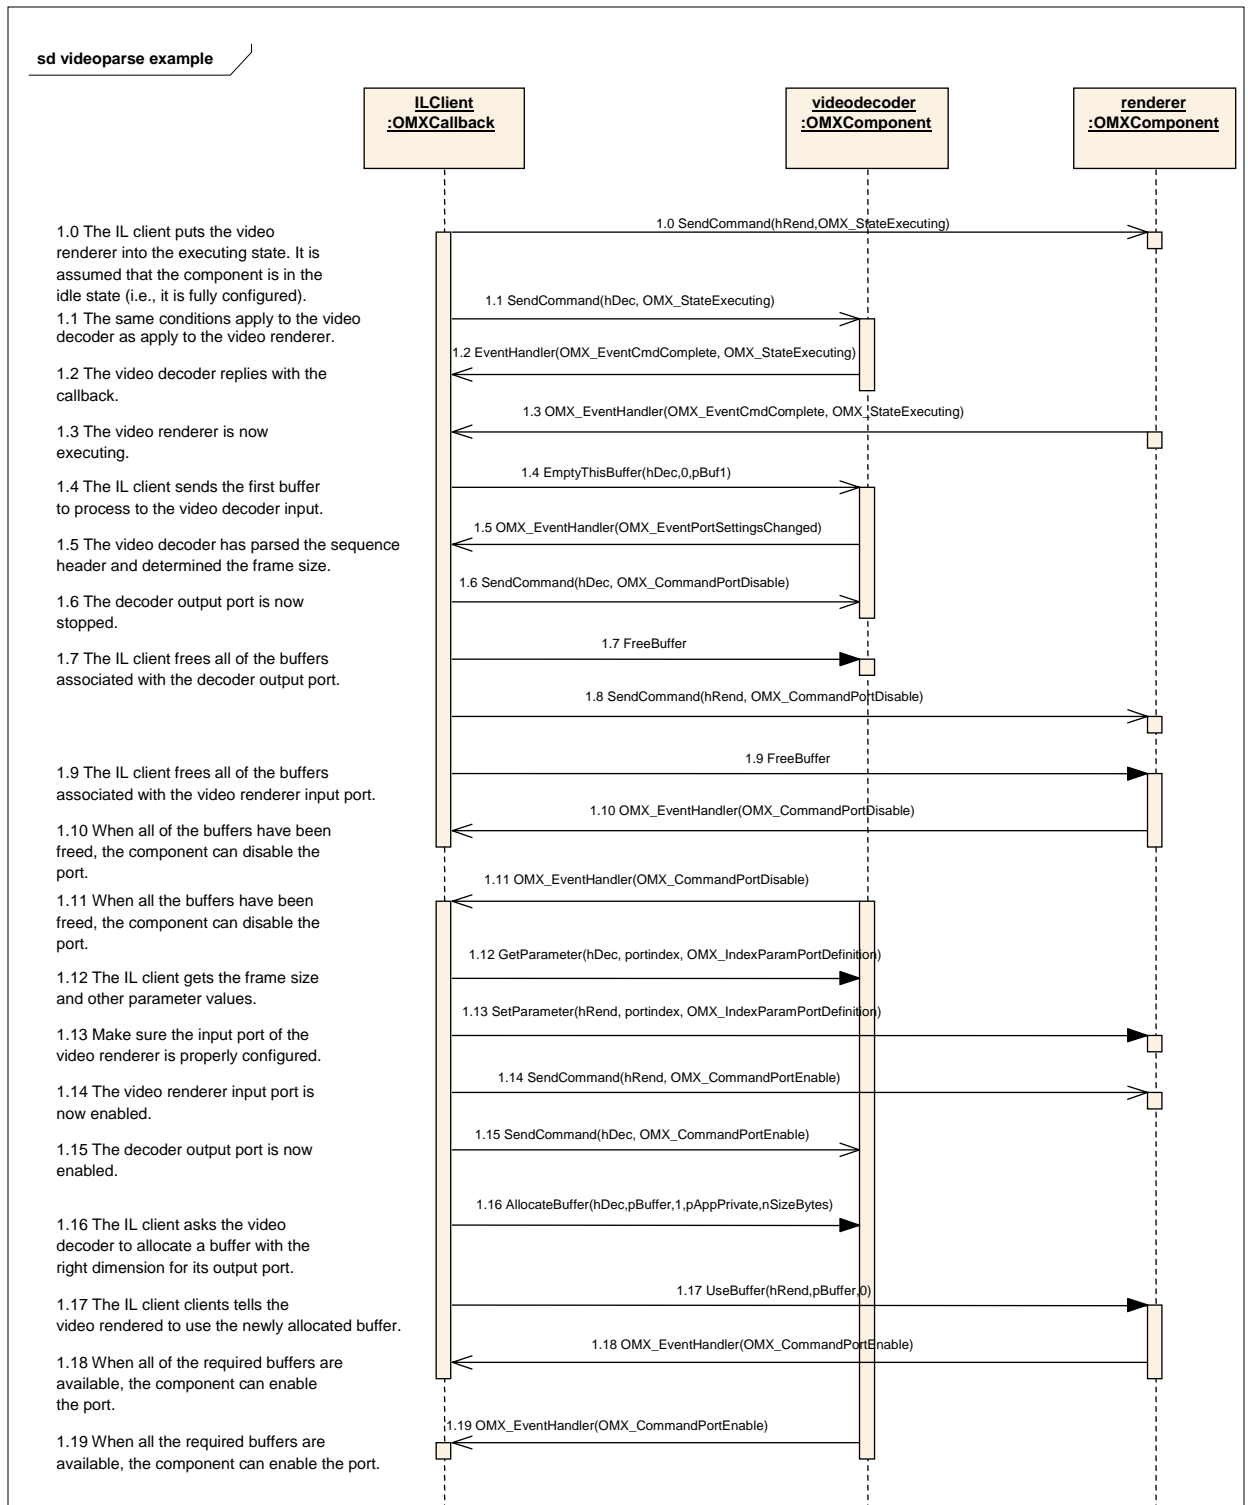 sd videoparse example
ILClient
:OMXCallback
videodecoder
:OMXComponent
renderer
:OMXComponent
1.0 The IL client puts the video
renderer into the executing state. It is
assumed that the component is in the
idle state (i.e., it is fully configured).
1.0 SendCommand(hRend,OMX_StateExecuting)
1.1 The same conditions apply to the video
decoder as apply to the video renderer.
1.1 SendCommand(hDec, OMX_StateExecuting)
1.2 EventHandler(OMX_EventCmdComplete, OMX_StateExecuting)
1.2 The video decoder replies with the
callback.
1.3 OMX_EventHandler(OMX_EventCmdComplete, OMX_StateExecuting)
1.3 The video renderer is now
executing.
1.4 EmptyThisBuffer(hDec,0,pBuf1)
1.4 The IL client sends the first buffer
to process to the video decoder input.
1.5 OMX_EventHandler(OMX_EventPortSettingsChanged)
1.5 The video decoder has parsed the sequence
header and determined the frame size.
1.6 SendCommand(hDec, OMX_CommandPortDisable)
1.6 The decoder output port is now
stopped.
1.7 FreeBuffer
1.7 The IL client frees all of the buffers
associated with the decoder output port.
1.8 SendCommand(hRend, OMX_CommandPortDisable)
1.9 FreeBuffer
1.9 The IL client frees all of the buffers
associated with the video renderer input port.
1.10 OMX_EventHandler(OMX_CommandPortDisable)
1.10 When all of the buffers have been
freed, the component can disable the
port.
1.11 OMX_EventHandler(OMX_CommandPortDisable)
1.11 When all the buffers have been
freed, the component can disable the
port.
1.12 GetParameter(hDec, portindex, OMX_IndexParamPortDefinition)
1.12 The IL client gets the frame size
and other parameter values.
1.13 SetParameter(hRend, portindex, OMX_IndexParamPortDefinition)
1.13 Make sure the input port of the
video renderer is properly configured.
1.14 SendCommand(hRend, OMX_CommandPortEnable)
1.14 The video renderer input port is
now enabled.
1.15 SendCommand(hDec, OMX_CommandPortEnable)
1.15 The decoder output port is now
enabled.
1.16 AllocateBuffer(hDec,pBuffer,1,pAppPrivate,nSizeBytes)
1.16 The IL client asks the video
decoder to allocate a buffer with the
right dimension for its output port.
1.17 UseBuffer(hRend,pBuffer,0)
1.17 The IL client clients tells the
video rendered to use the newly allocated buffer.
1.18 OMX_EventHandler(OMX_CommandPortEnable)
1.18 When all of the required buffers are
available, the component can enable
the port.
1.19 OMX_EventHandler(OMX_CommandPortEnable)
1.19 When all the required buffers are
available, the component can enable the port.